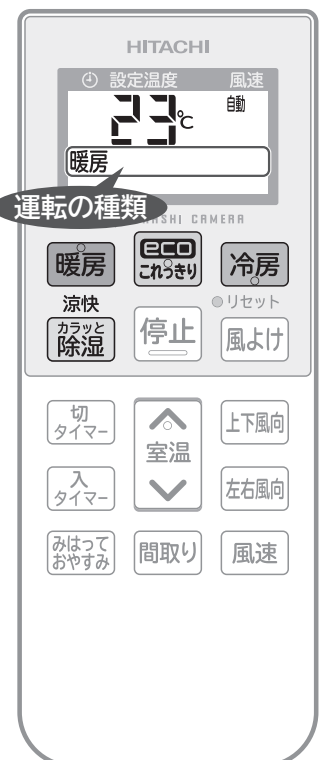 HITACHI
設定温度 風速
23℃ 自動
暖房
運転の種類
SHI CAMERA
暖房
eco
これっきり
冷房
涼快
カラッと
除湿
停止
リセット
風よけ
切
タイマー
室温
上下風向
入
タイマー
左右風向
みはって
おやすみ
間取り
風速